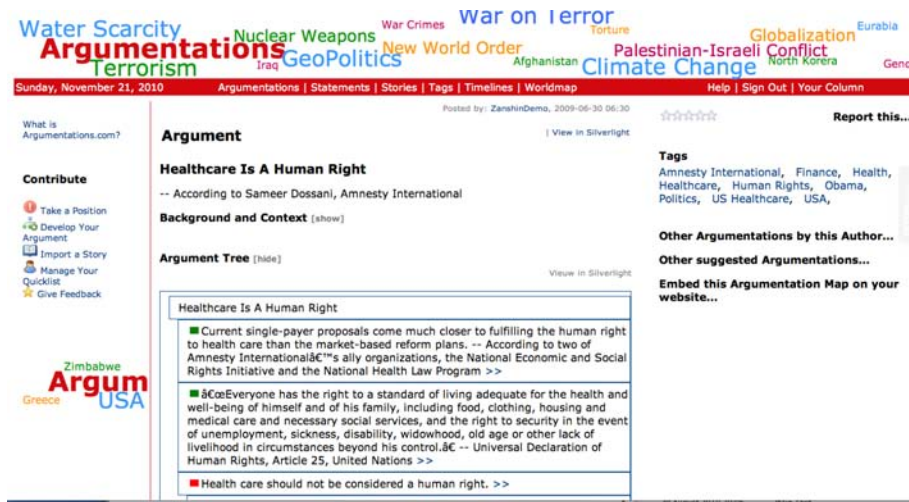 War on Terror
Water Scarcity
War Crimes
Torture
Eurabia
Nuclear Weapons
Globalization
Argumentations
New World Order
Palestinian-Israeli Conflict
Iraq
GeoPolitics
Afghanistan
North Korera
Terrorism
Climate Change
Genc
Sunday, November 21, 2010
Argumentations | Statements | Stories | Tags | Timelines | Worldmap
Help | Sign Out | Your Column
What is
Argumentations.com?
Contribute
Take a Position
Develop Your
Argument
Import a Story
Manage Your
Quicklist
Give Feedback
Zimbabwe
Argum
Greece
USA
Posted by: ZanshinDemo, 2009-06-30 06:30
Argument
| View in Silverlight
Healthcare Is A Human Right
-- According to Sameer Dossani, Amnesty International
Background and Context [show]
Argument Tree [hide]
Vieuw in Silverlight
Healthcare Is A Human Right
Current single-payer proposals come much closer to fulfilling the human right
to health care than the market-based reform plans. -- According to two of
Amnesty Internationalâ€™s ally organizations, the National Economic and Social
Rights Initiative and the National Health Law Program >>
â€œEveryone has the right to a standard of living adequate for the health and
well-being of himself and of his family, including food, clothing, housing and
medical care and necessary social services, and the right to security in the event
of unemployment, sickness, disability, widowhood, old age or other lack of
livelihood in circumstances beyond his control.â€ -- Universal Declaration of
Human Rights, Article 25, United Nations >>
Health care should not be considered a human right. >>
Report this...
Tags
Amnesty International, Finance, Health,
Healthcare, Human Rights, Obama,
Politics, US Healthcare, USA,
Other Argumentations by this Author...
Other suggested Argumentations...
Embed this Argumentation Map on your
website...